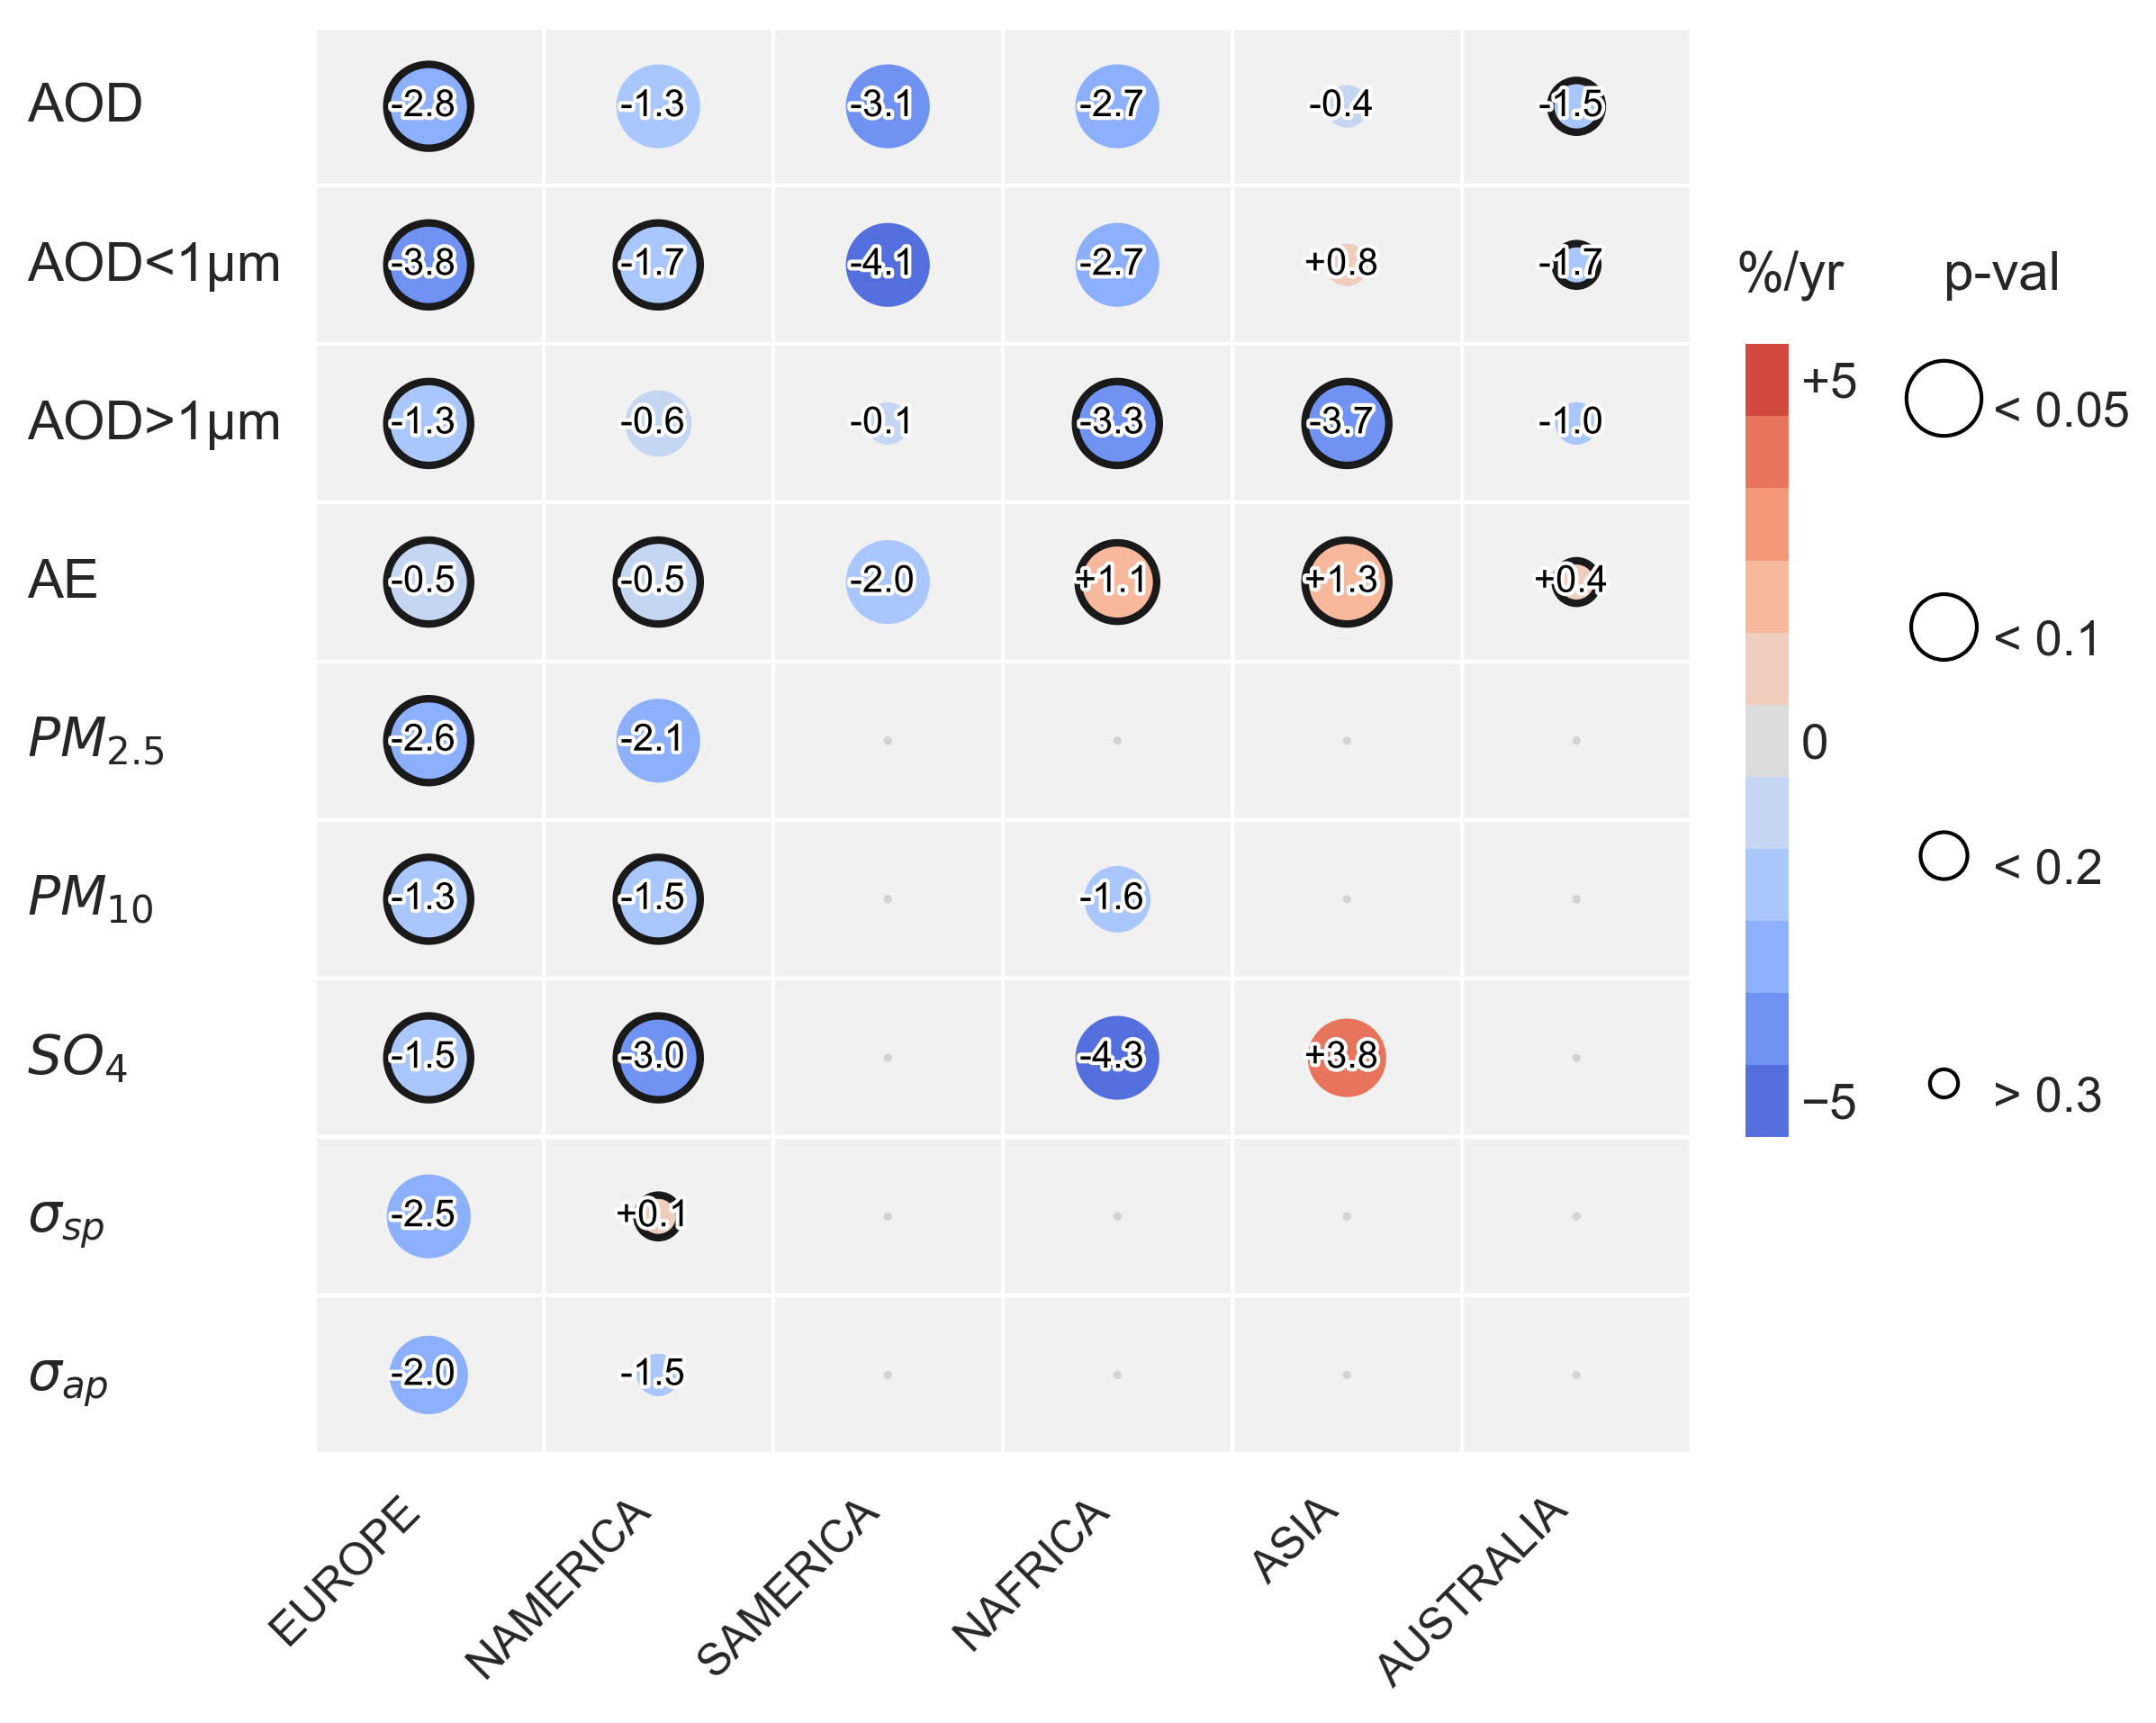 AOD -2.8 -1.3 -3.1 -2.7 -0.4 -1.5
AOD<1μm -3.8 -1.7 -4.1 -2.7 +0.8 -1.7
AOD>1μm -1.3 -0.6 -0.1 -3.3 -3.7 -1.0
AE -0.5 -0.5 -2.0 +1.1 +1.3 +0.4
PM2.5 -2.6 -2.1
PM10 -1.3 -1.5 -1.6
SO4 -1.5 -3.0 -4.3 +3.8
σsp -2.5 +0.1
σap -2.0 -1.5
EUROPE
NAMERICA
SAMERICA
NAFRICA
ASIA
AUSTRALIA
%/yr
+5
0
−5
p-val
< 0.05
< 0.1
< 0.2
> 0.3